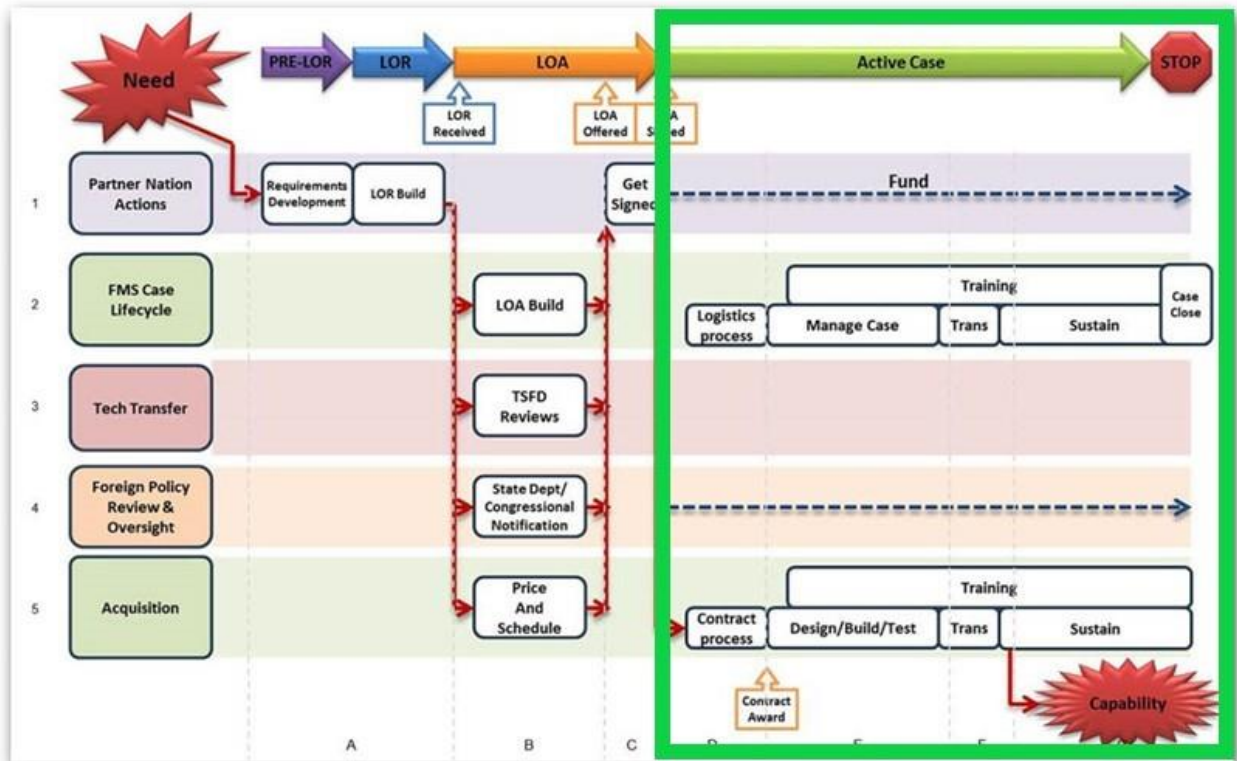 Need
PRE-LOR
LOR
LOA
Active Case
STOP
LOR
Received
LOA
Offered
Partner Nation
Actions
Requirements
Development
LOR Build
Get
Signed
Fund
FMS Case
Lifecycle
LOA Build
Logistics
process
Training
Manage Case
Trans
Sustain
Case
Close
Tech Transfer
TSFD
Reviews
Foreign Policy
Review &
Oversight
State Dept/
Congressional
Notification
Acquisition
Price
And
Schedule
Contract
process
Training
Design/Build/Test
Trans
Sustain
Contract
Award
Capability
1
2
3
4
5
A
B
C